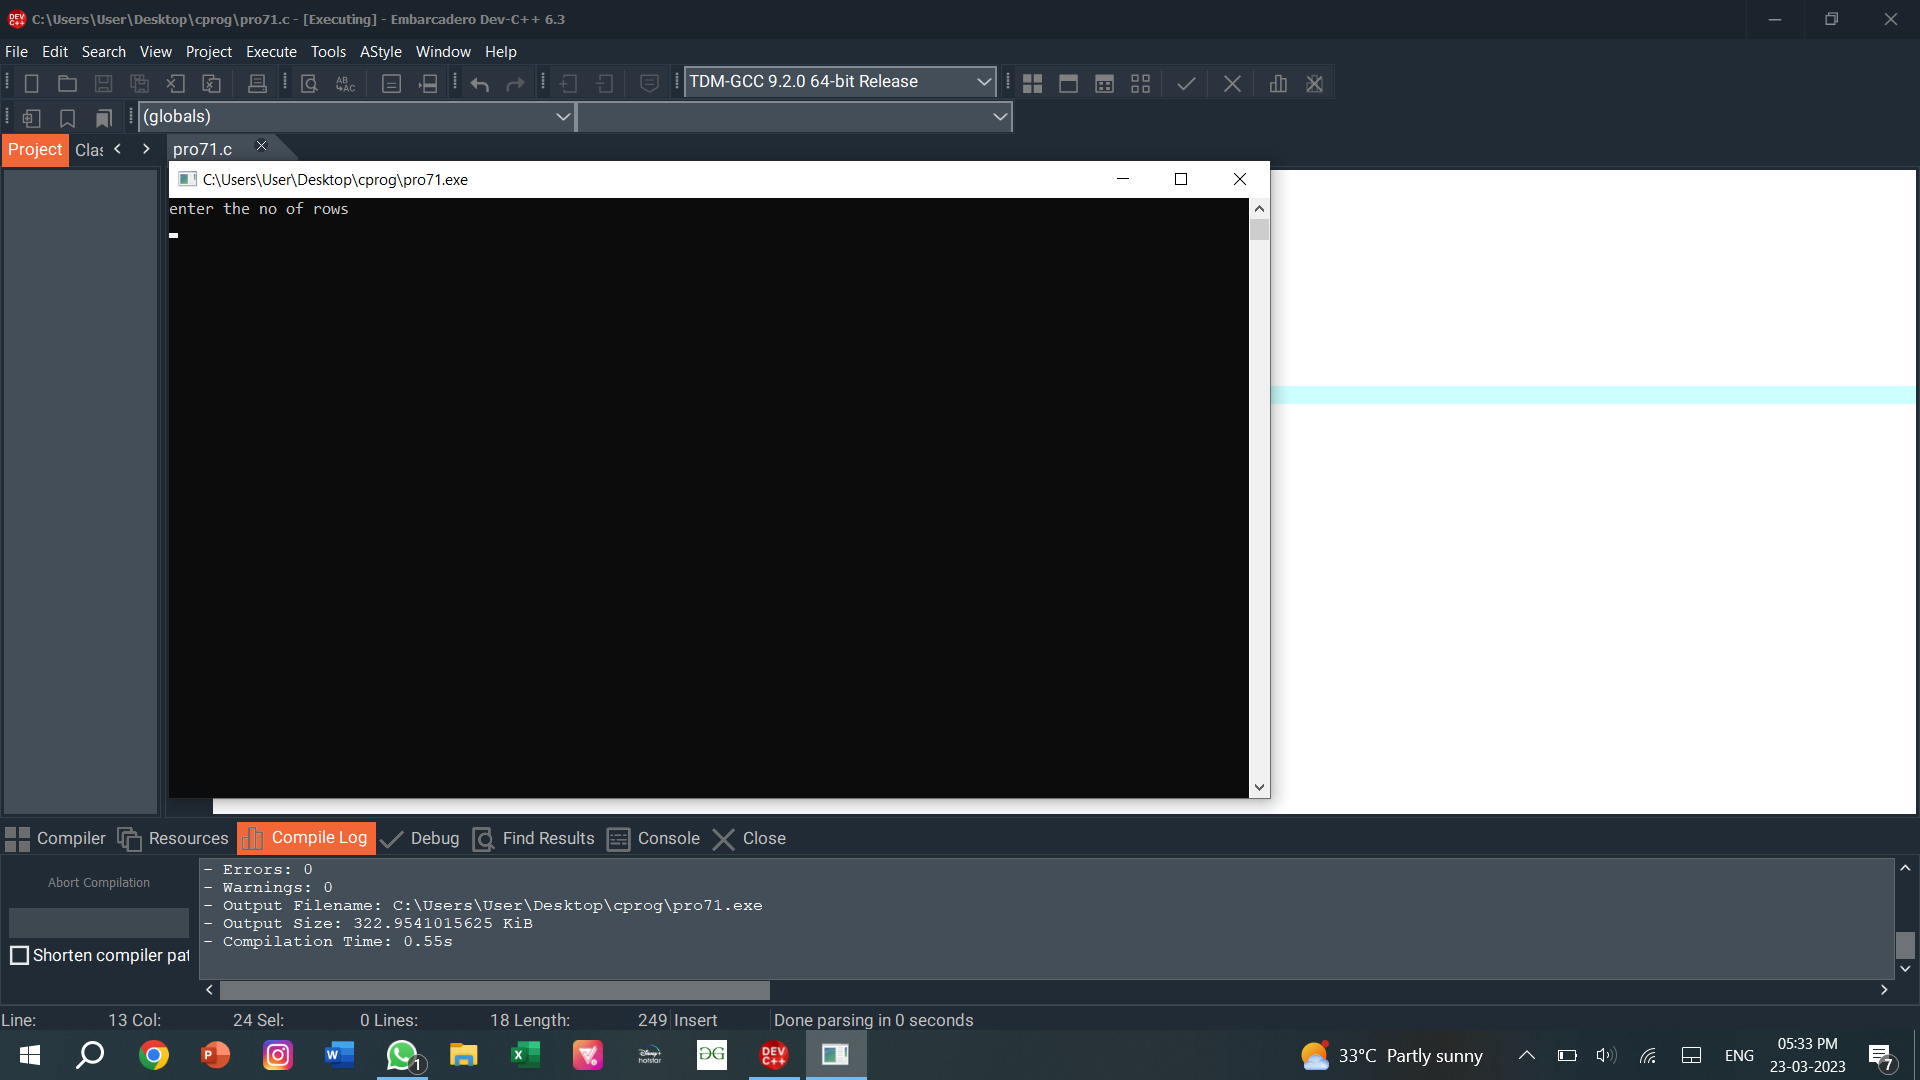 C:\Users\User\Desktop\cprog\pro71.c - [Executing] - Embarcadero Dev-C++ 6.3
File Edit Search View Project Execute Tools AStyle Window Help
TDM-GCC 9.2.0 64-bit Release
(globals)
Project Clas
pro71.c
C:\Users\User\Desktop\cprog\pro71.exe
enter the no of rows
Compiler Resources Compile Log Debug Find Results Console Close
Abort Compilation
- Errors: 0
- Warnings: 0
- Output Filename: C:\Users\User\Desktop\cprog\pro71.exe
- Output Size: 322.9541015625 KiB
- Compilation Time: 0.55s
Shorten compiler pat
Line: 13 Col: 24 Sel: 0 Lines: 18 Length: 249 Insert Done parsing in 0 seconds
1
DEV C++
33°C Partly sunny
ENG
05:33 PM
23-03-2023
7